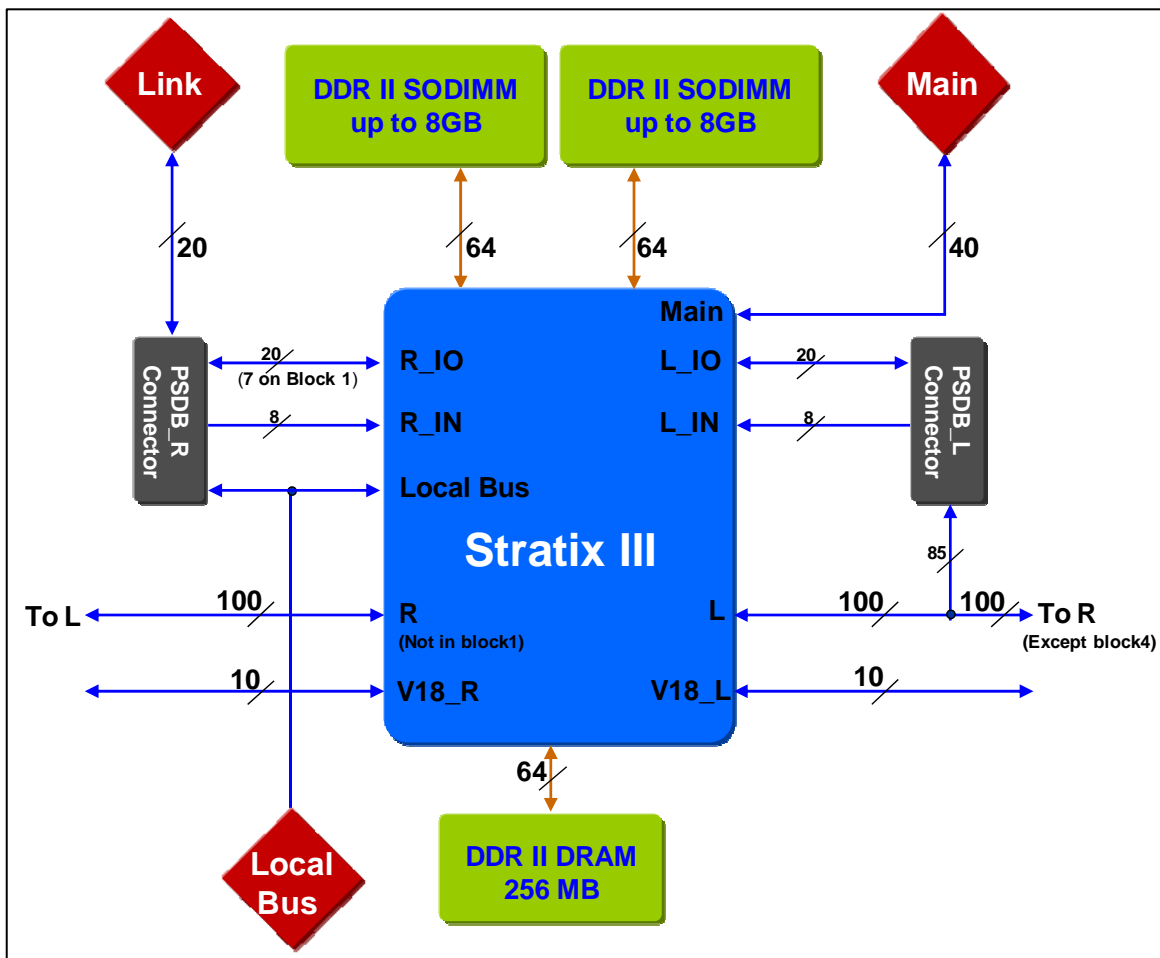 Link
DDR II SODIMM
up to 8GB
DDR II SODIMM
up to 8GB
Main
20
64
64
40
Main
PSDB_R
Connector
20
(7 on Block 1)
R_IO
L_IO
20
PSDB_L
Connector
8
R_IN
L_IN
8
Local Bus
Stratix III
85
To L
100
R
(Not in block1)
L
100
100
To R
(Except block4)
10
V18_R
V18_L
10
64
DDR II DRAM
256 MB
Local
Bus